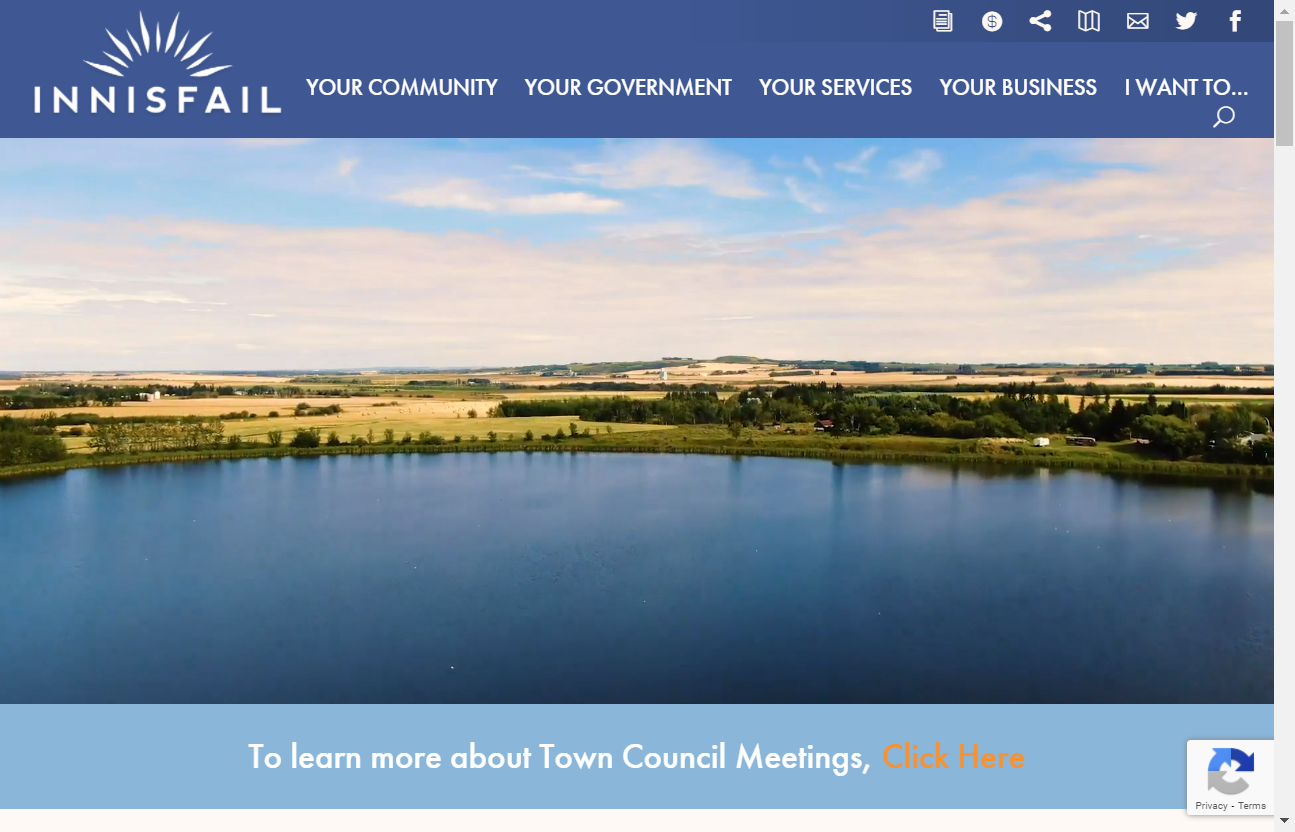 INNISFAIL
YOUR COMMUNITY YOUR GOVERNMENT YOUR SERVICES YOUR BUSINESS I WANT TO...
To learn more about Town Council Meetings, Click Here
Privacy - Terms